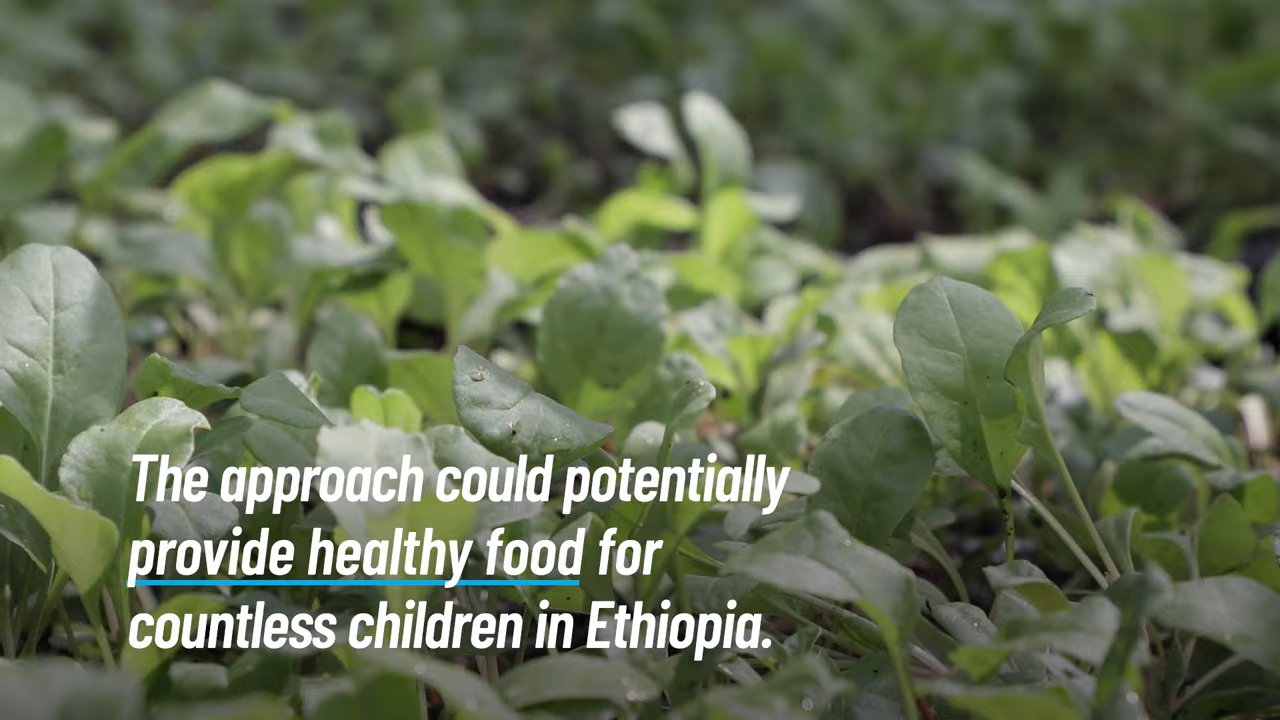 The approach could potentially
provide healthy food for
countless children in Ethiopia.